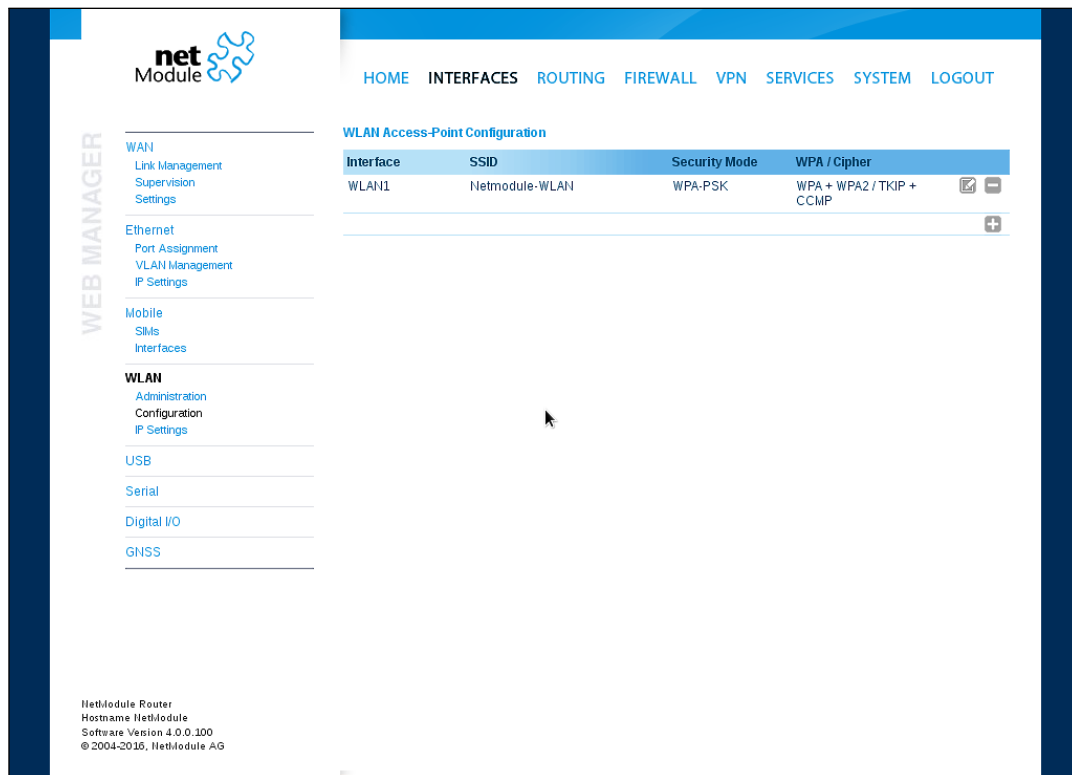 net
Module
HOME INTERFACES ROUTING FIREWALL VPN SERVICES SYSTEM LOGOUT
WEB MANAGER
WAN
Link Management
Supervision
Settings
Ethernet
Port Assignment
VLAN Management
IP Settings
Mobile
SIMs
Interfaces
WLAN
Administration
Configuration
IP Settings
USB
Serial
Digital I/O
GNSS
WLAN Access-Point Configuration
Interface SSID Security Mode WPA / Cipher
WLAN1 Netmodule-WLAN WPA-PSK WPA + WPA2 / TKIP +
CCMP
NetModule Router
Hostname NetModule
Software Version 4.0.0.100
© 2004-2016, NetModule AG